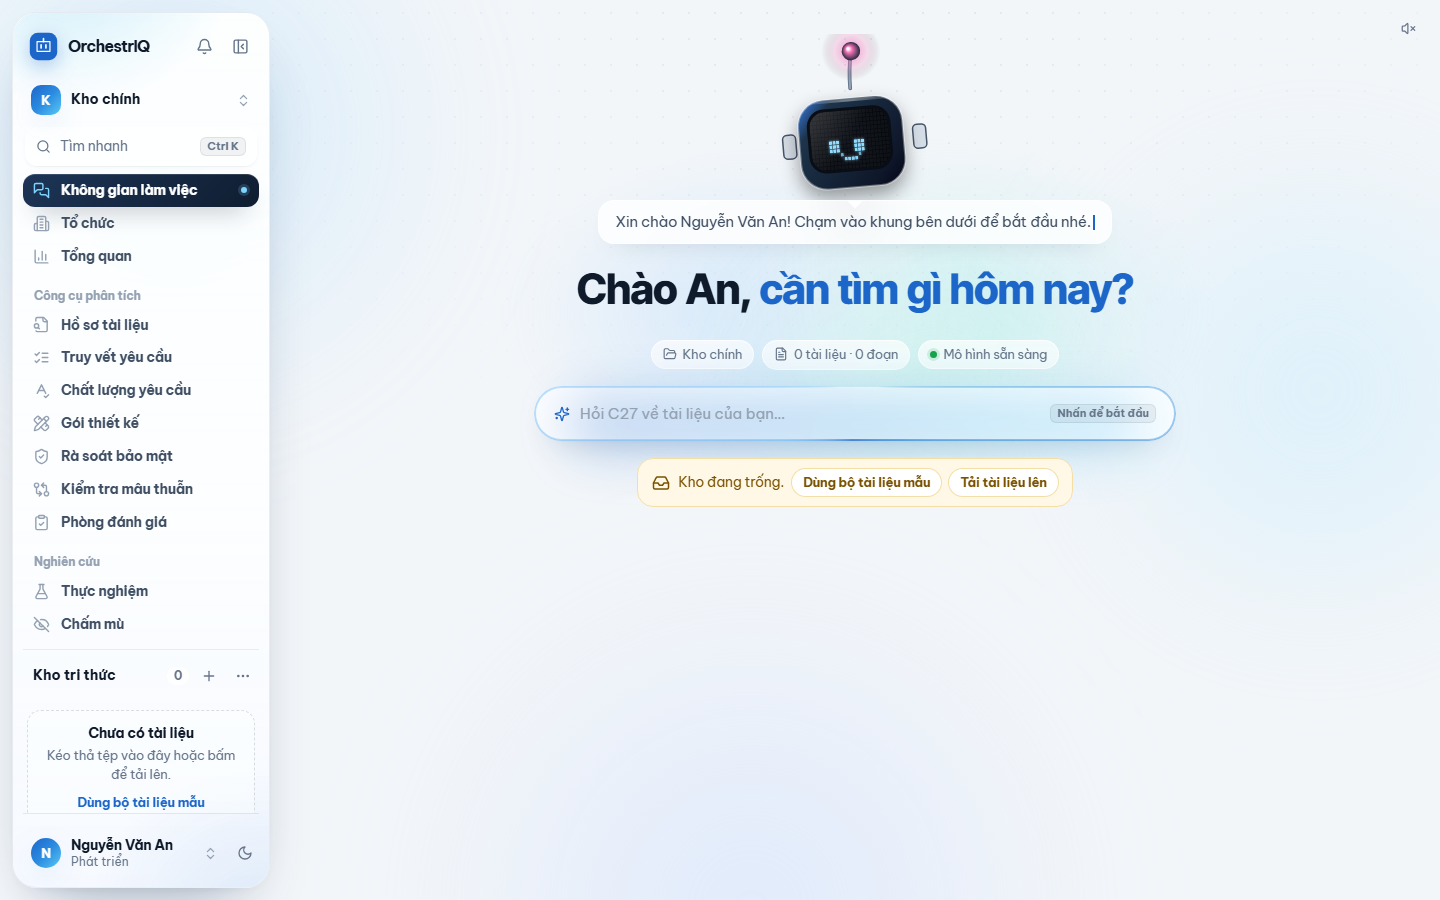 OrchestrIQ
K
Kho chính
Tìm nhanh
Ctrl K
Không gian làm việc
Tổ chức
Tổng quan
Công cụ phân tích
Hồ sơ tài liệu
Truy vết yêu cầu
Chất lượng yêu cầu
Gói thiết kế
Rà soát bảo mật
Kiểm tra mâu thuẫn
Phòng đánh giá
Nghiên cứu
Thực nghiệm
Chấm mù
Kho tri thức
0
Chưa có tài liệu
Kéo thả tệp vào đây hoặc bấm
để tải lên.
Dùng bộ tài liệu mẫu
N
Nguyễn Văn An
Phát triển
Xin chào Nguyễn Văn An! Chạm vào khung bên dưới để bắt đầu nhé.
Chào An, cần tìm gì hôm nay?
Kho chính
0 tài liệu · 0 đoạn
Mô hình sẵn sàng
Hỏi C27 về tài liệu của bạn...
Nhấn để bắt đầu
Kho đang trống.
Dùng bộ tài liệu mẫu
Tải tài liệu lên